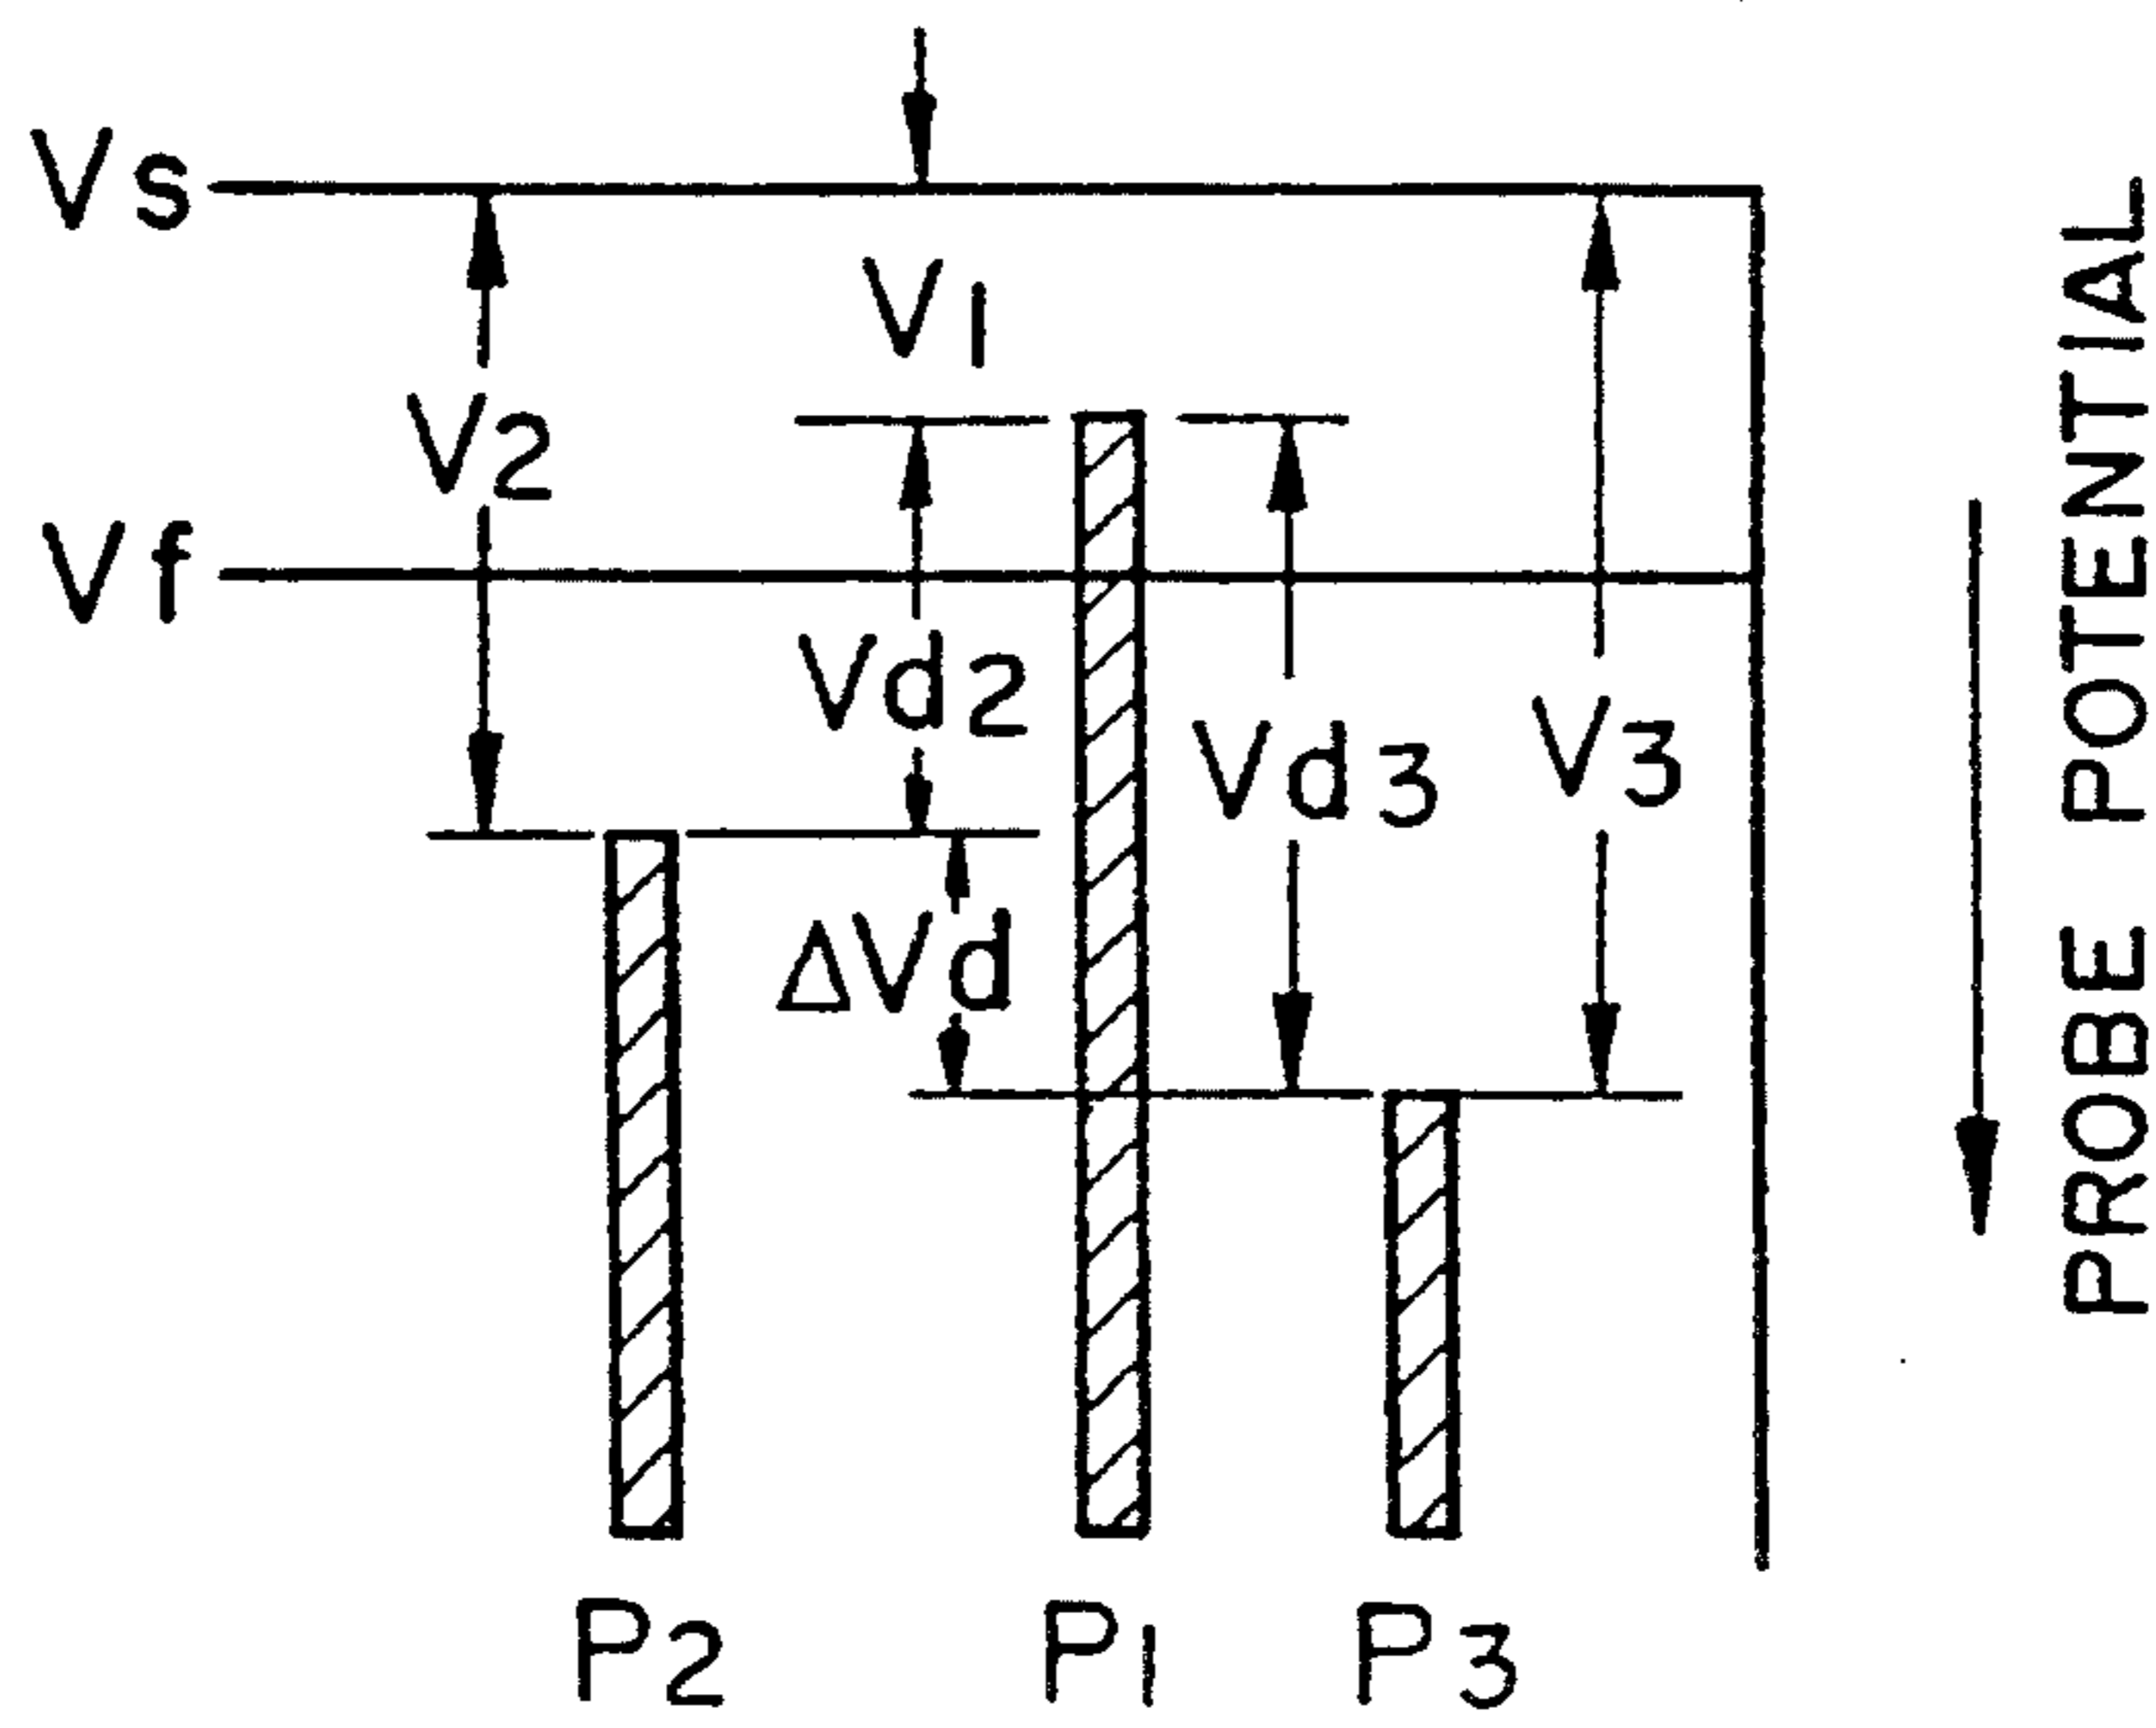 Vs
V1
V2
Vf
Vd2
Vd3
V3
ΔVd
P2
P1
P3
PROBE POTENTIAL